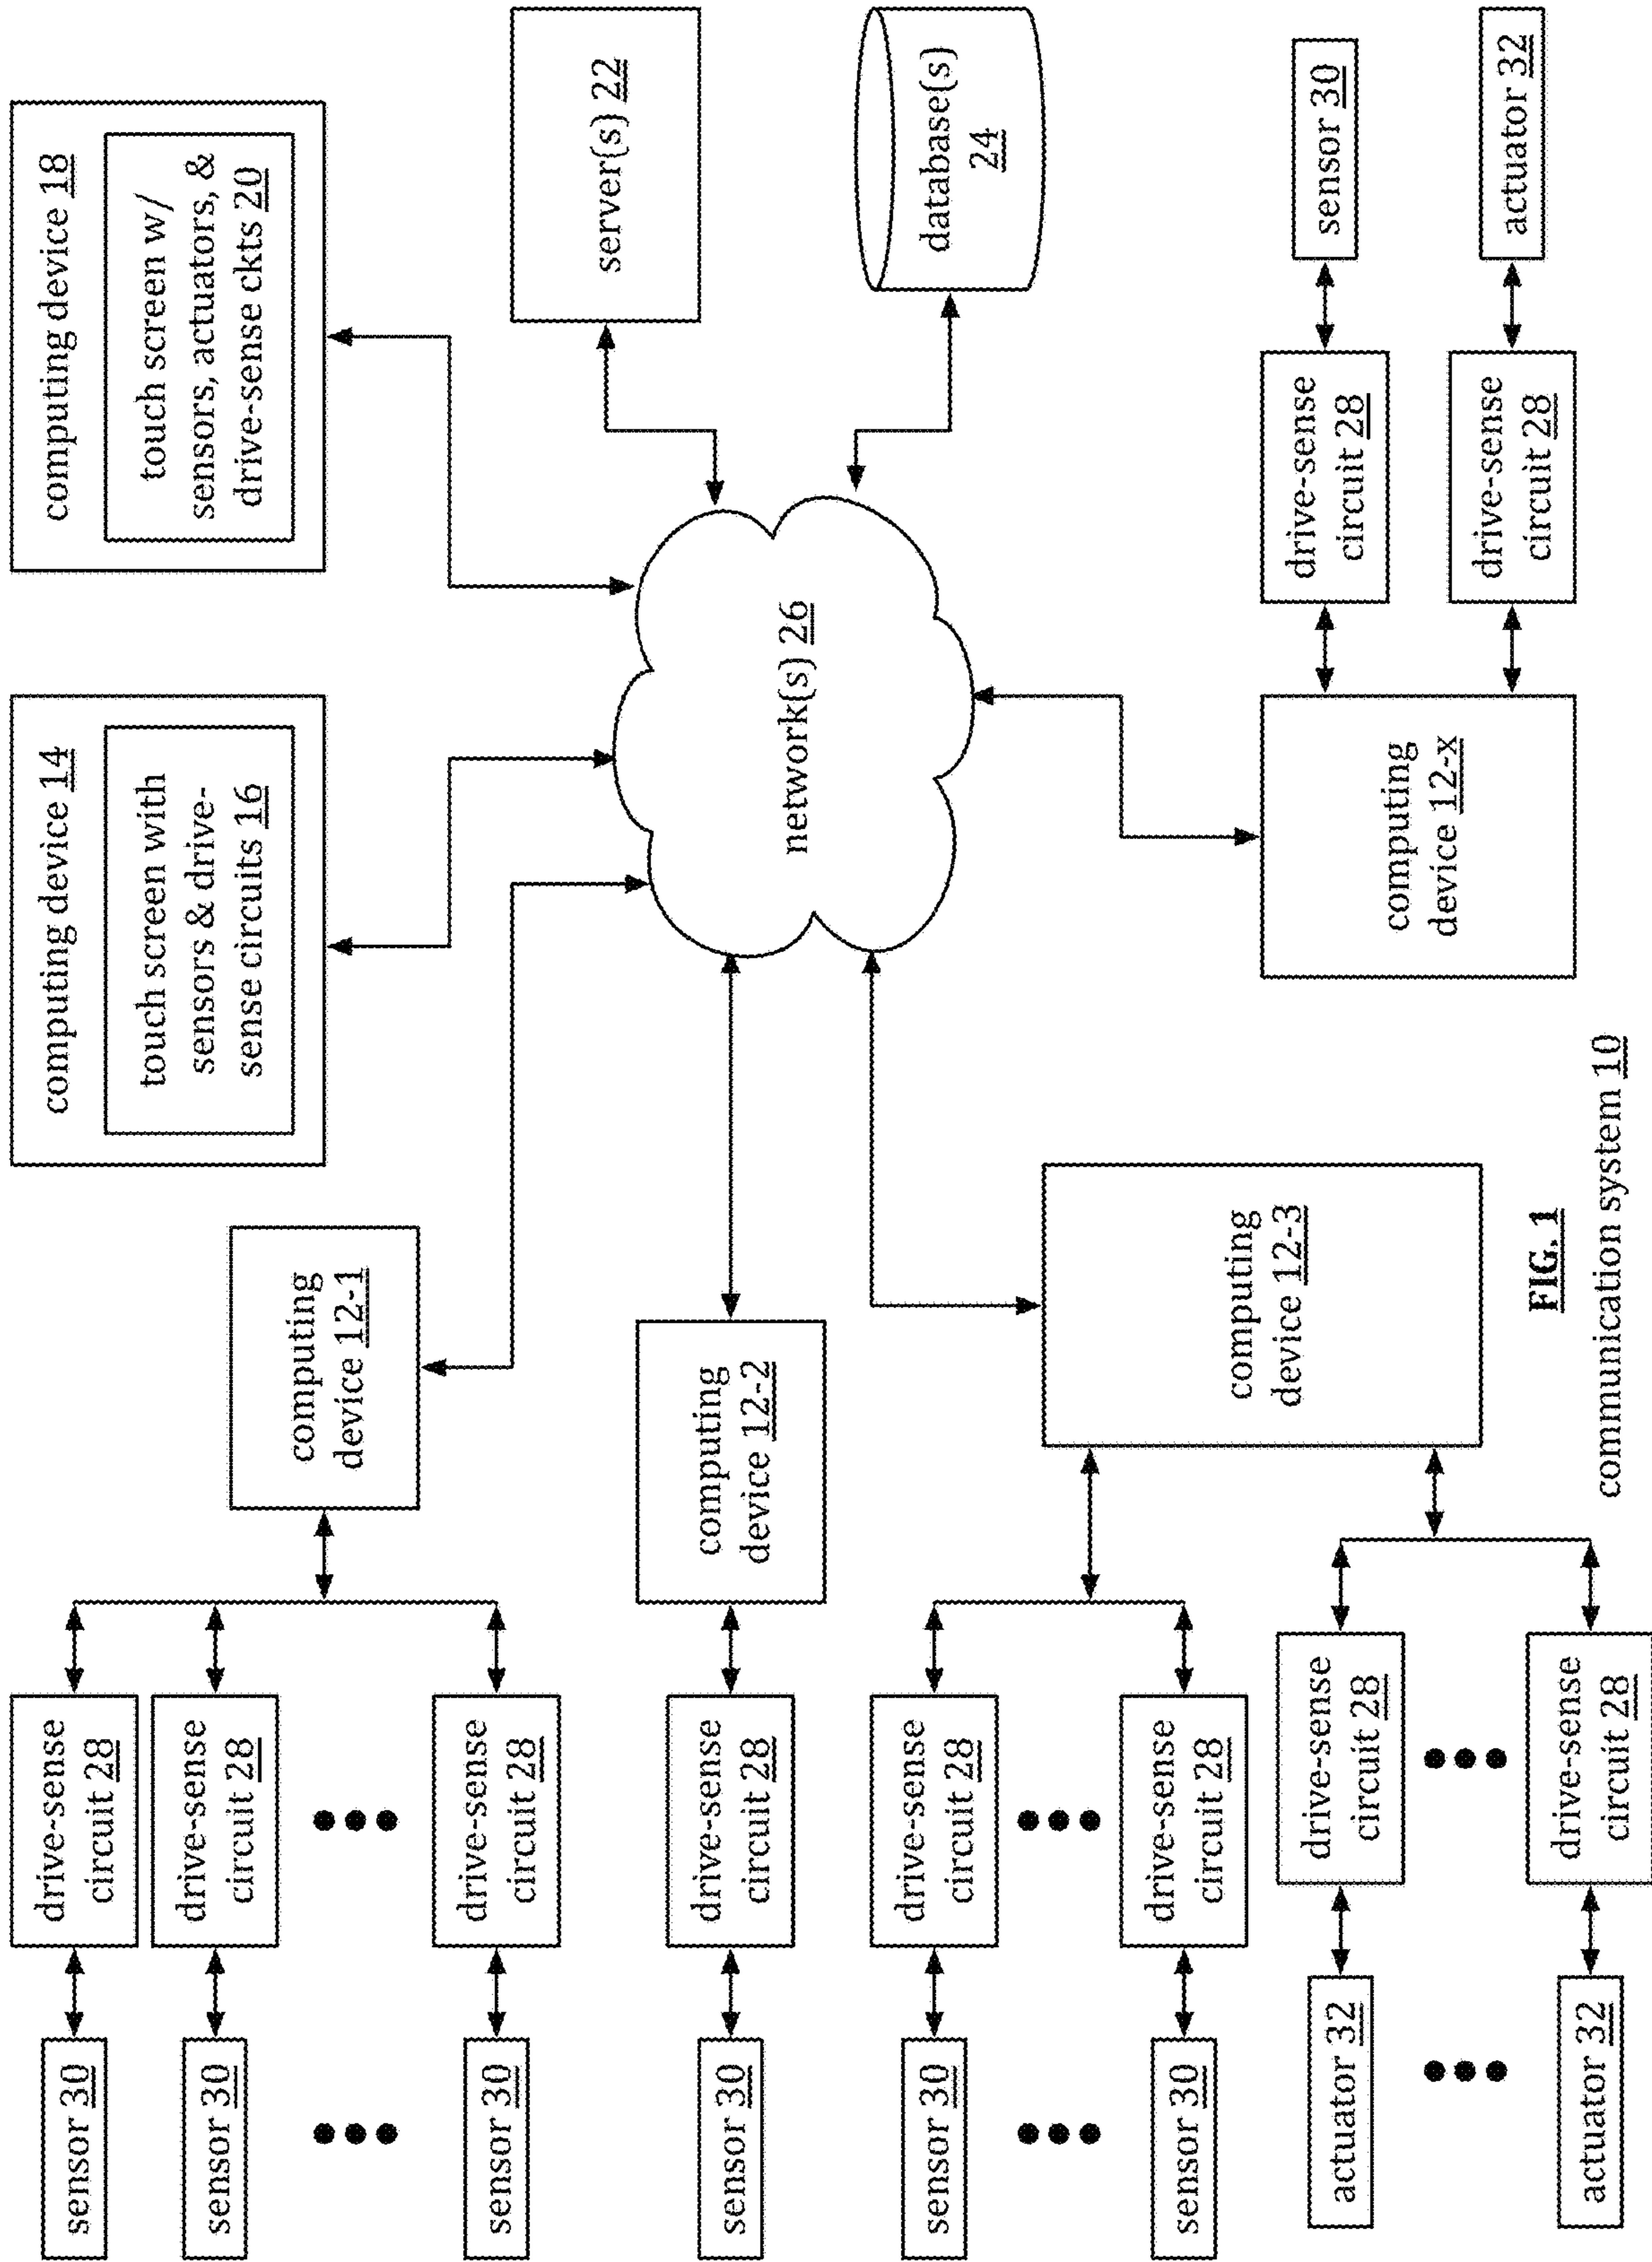 computing device 14
touch screen with
sensors & drive-
sense circuits 16
computing device 18
touch screen w/
sensors, actuators, &
drive-sense ckts 20
sensor 30
drive-sense
circuit 28
sensor 30
drive-sense
circuit 28
sensor 30
drive-sense
circuit 28
computing
device 12-1
server(s) 22
sensor 30
drive-sense
circuit 28
computing
device 12-2
network(s) 26
database(s)
24
sensor 30
drive-sense
circuit 28
sensor 30
drive-sense
circuit 28
computing
device 12-3
actuator 32
drive-sense
circuit 28
actuator 32
drive-sense
circuit 28
computing
device 12-x
drive-sense
circuit 28
sensor 30
drive-sense
circuit 28
actuator 32
FIG. 1
communication system 10